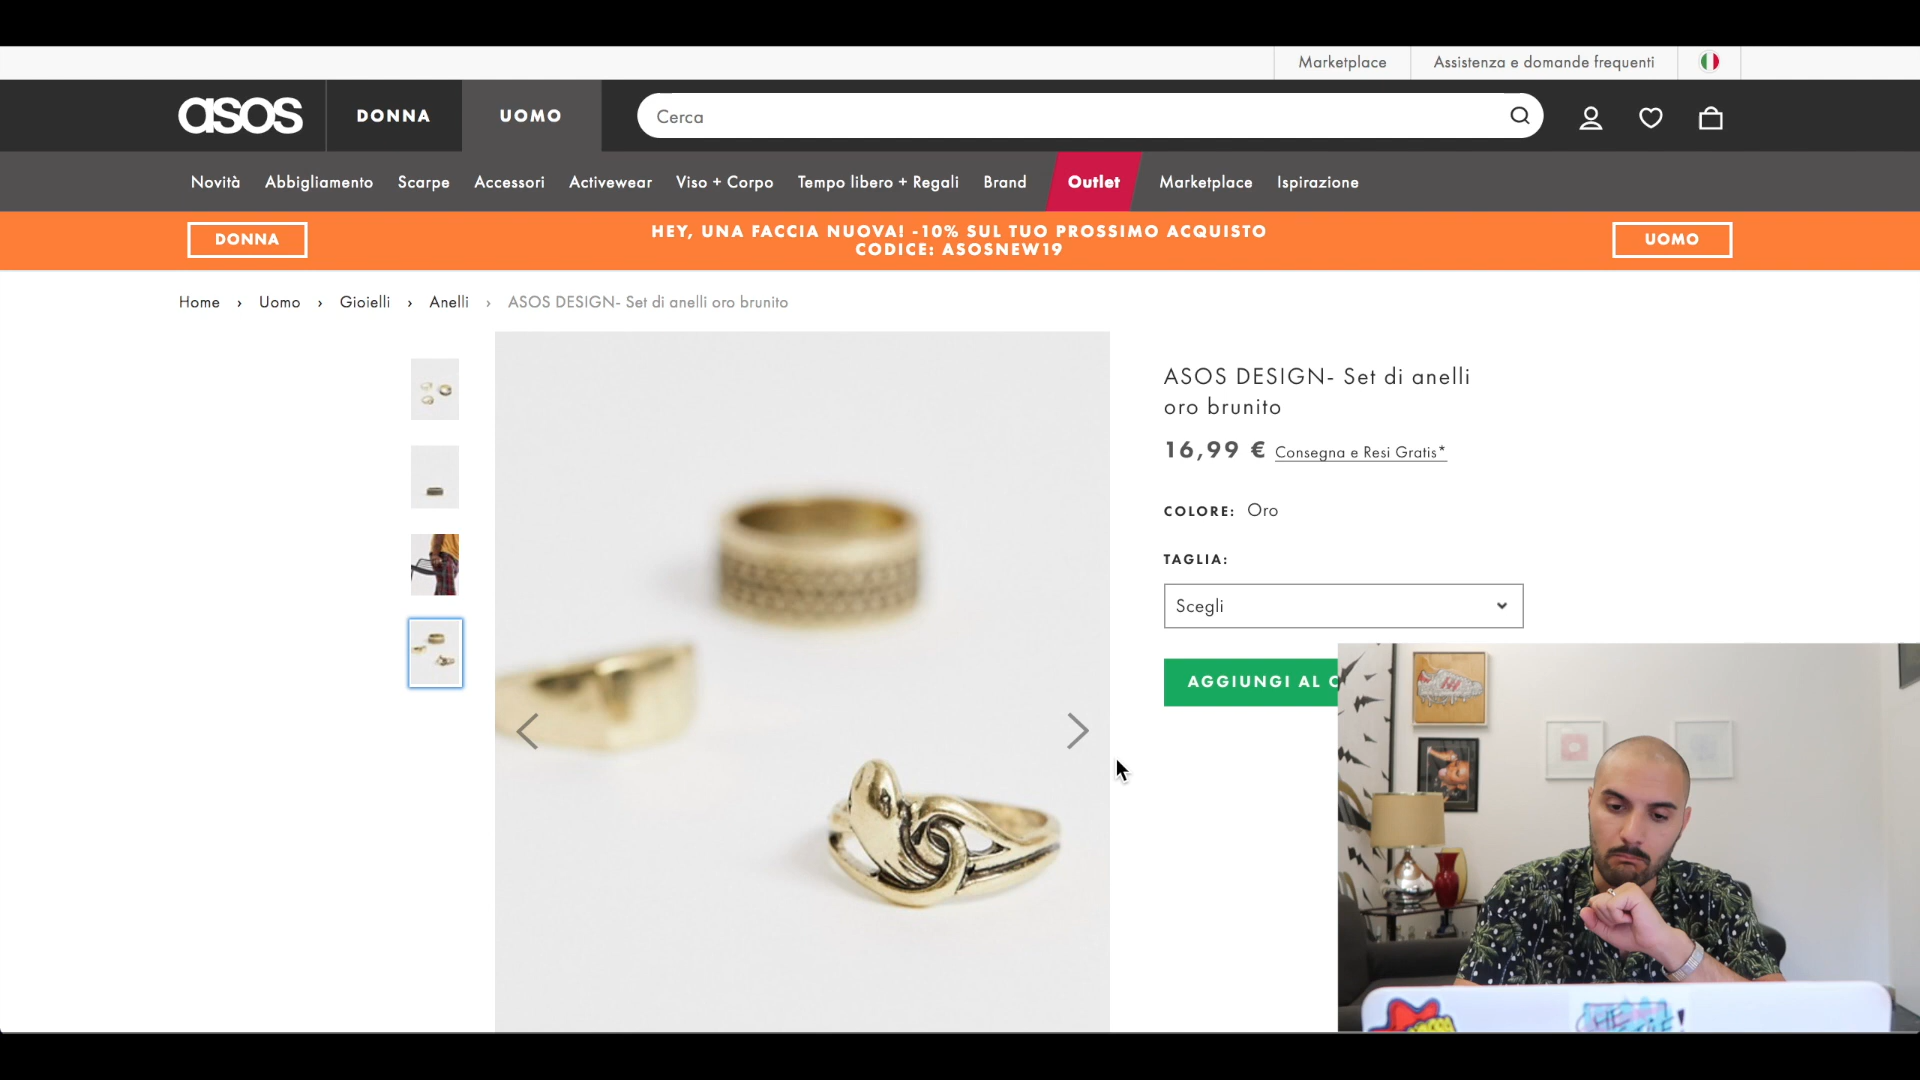 Marketplace
Assistenza e domande frequenti
asos
DONNA
UOMO
Cerca
Novità
Abbigliamento
Scarpe
Accessori
Activewear
Viso + Corpo
Tempo libero + Regali
Brand
Outlet
Marketplace
Ispirazione
DONNA
HEY, UNA FACCIA NUOVA! -10% SUL TUO PROSSIMO ACQUISTO
CODICE: ASOSNEW19
UOMO
Home › Uomo › Gioielli › Anelli › ASOS DESIGN- Set di anelli oro brunito
ASOS DESIGN- Set di anelli
oro brunito
16,99 € Consegna e Resi Gratis*
COLORE: Oro
TAGLIA:
Scegli
AGGIUNGI AL C